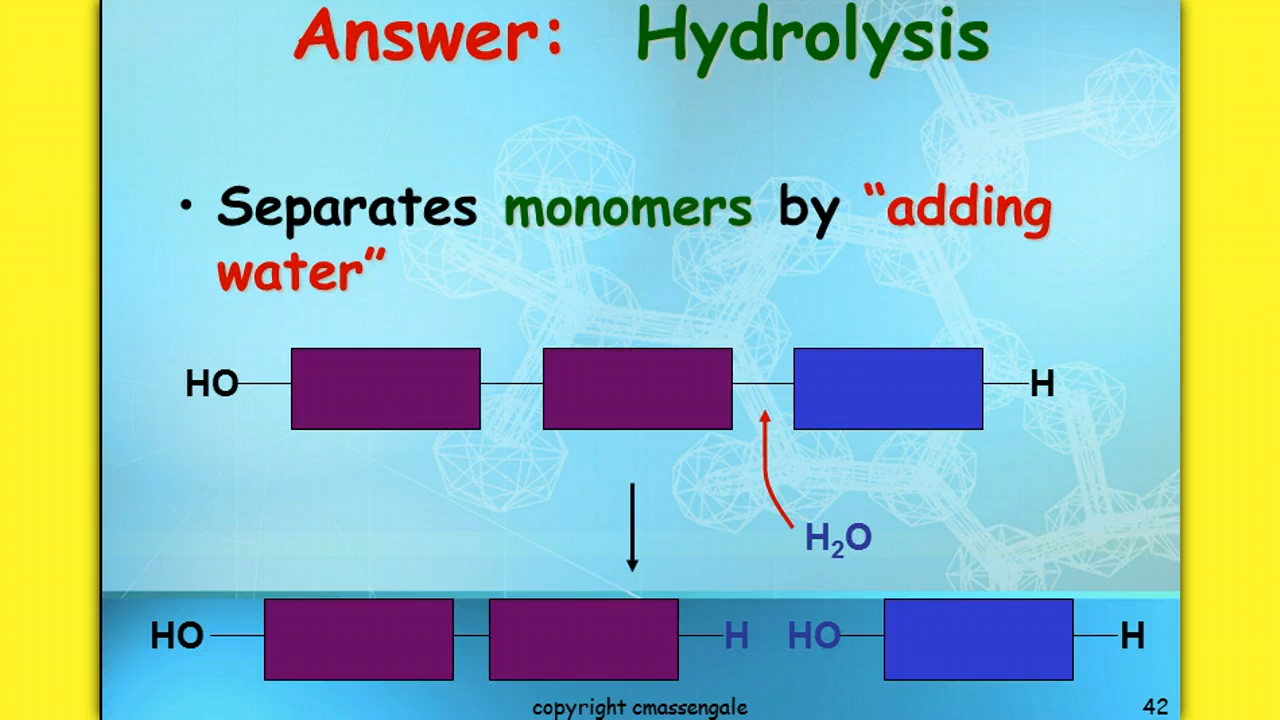 Answer: Hydrolysis
• Separates monomers by “adding
water”
HO H
H₂O
HO H HO H
copyright cmassengale 42